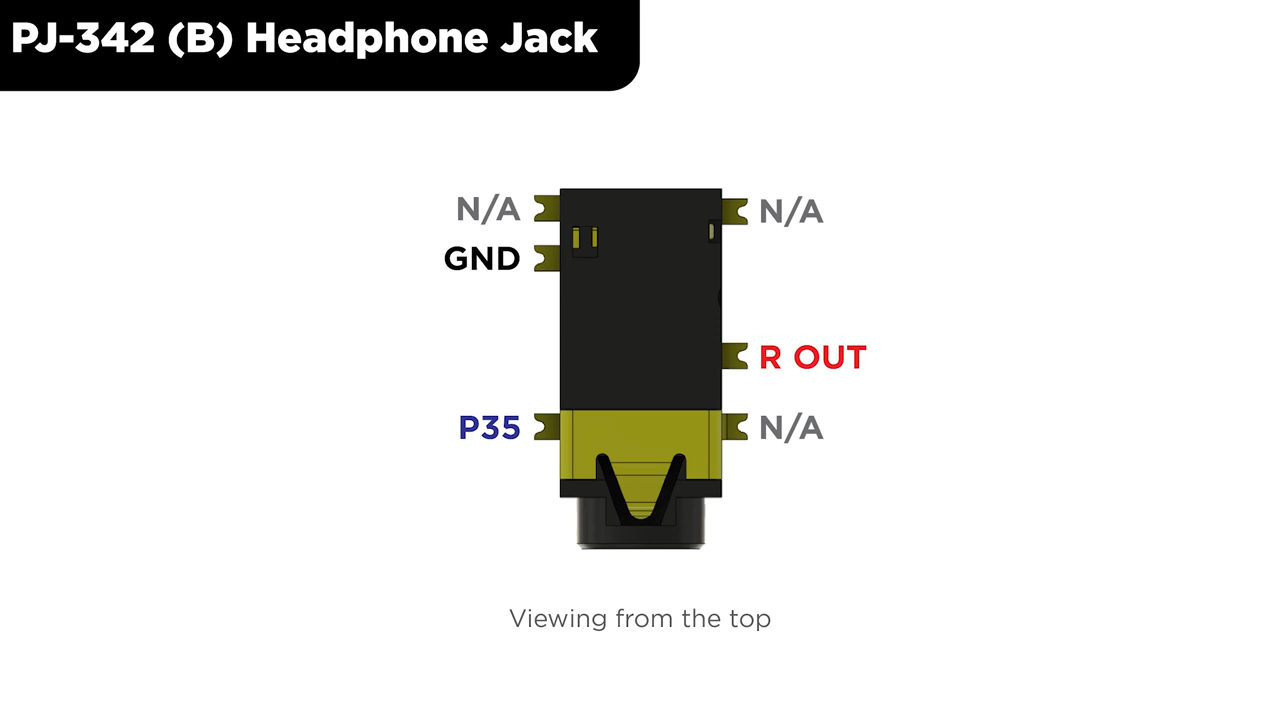 PJ-342 (B) Headphone Jack
N/A
N/A
GND
R OUT
P35
N/A
Viewing from the top